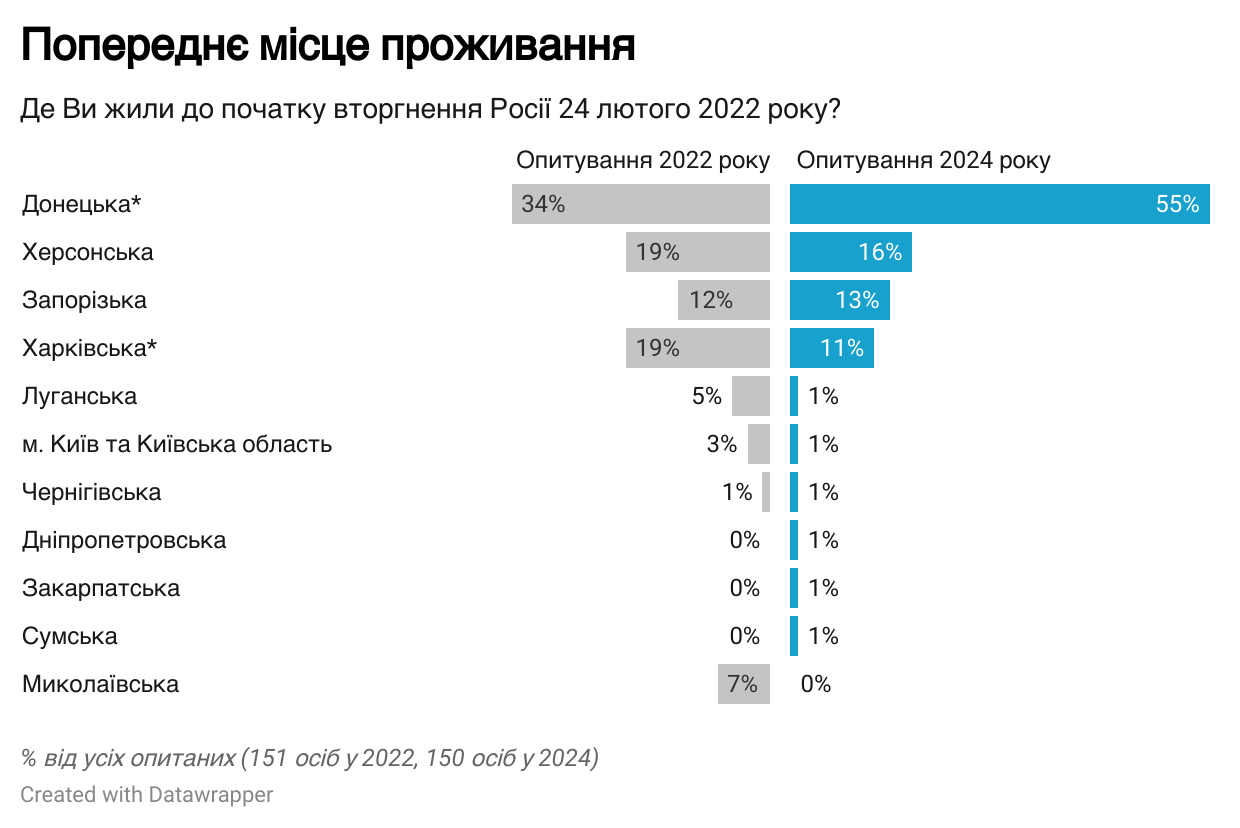 Попереднє місце проживання
Де Ви жили до початку вторгнення Росії 24 лютого 2022 року?
Опитування 2022 року Опитування 2024 року
Донецька* 34% 55%
Херсонська 19% 16%
Запорізька 12% 13%
Харківська* 19% 11%
Луганська 5% 1%
м. Київ та Київська область 3% 1%
Чернігівська 1% 1%
Дніпропетровська 0% 1%
Закарпатська 0% 1%
Сумська 0% 1%
Миколаївська 7% 0%
% від усіх опитаних (151 осіб у 2022, 150 осіб у 2024)
Created with Datawrapper